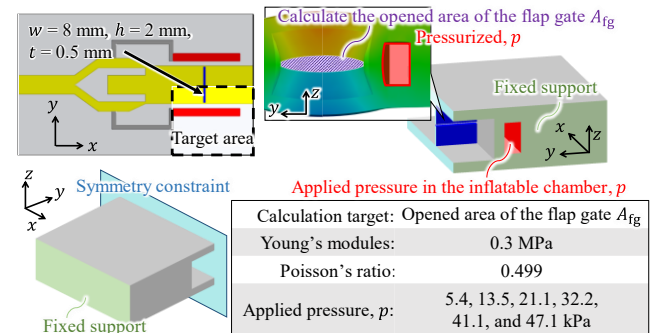 w = 8 mm, h = 2 mm,
t = 0.5 mm
y
x
Target area
Calculate the opened area of the flap gate A_fg
Pressurized, p
z
y
Fixed support
x
z
y
Applied pressure in the inflatable chamber, p
z
y
x
Symmetry constraint
Fixed support
Calculation target: Opened area of the flap gate A_fg
Young's modules: 0.3 MPa
Poisson's ratio: 0.499
Applied pressure, p: 5.4, 13.5, 21.1, 32.2,
41.1, and 47.1 kPa